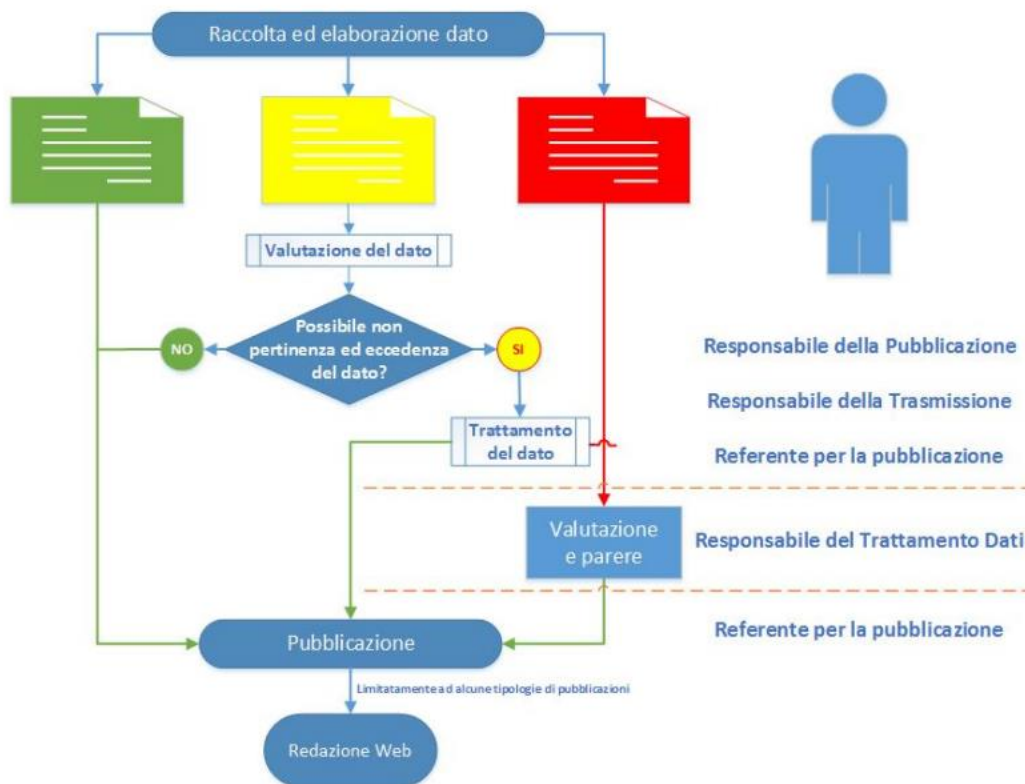 Raccolta ed elaborazione dato
Valutazione del dato
Possibile non
pertinenza ed eccedenza
del dato?
NO
SI
Responsabile della Pubblicazione
Responsabile della Trasmissione
Trattamento
del dato
Referente per la pubblicazione
Valutazione
e parere
Responsabile del Trattamento Dati
Referente per la pubblicazione
Pubblicazione
Limitatamente ad alcune tipologie di pubblicazioni
Redazione Web